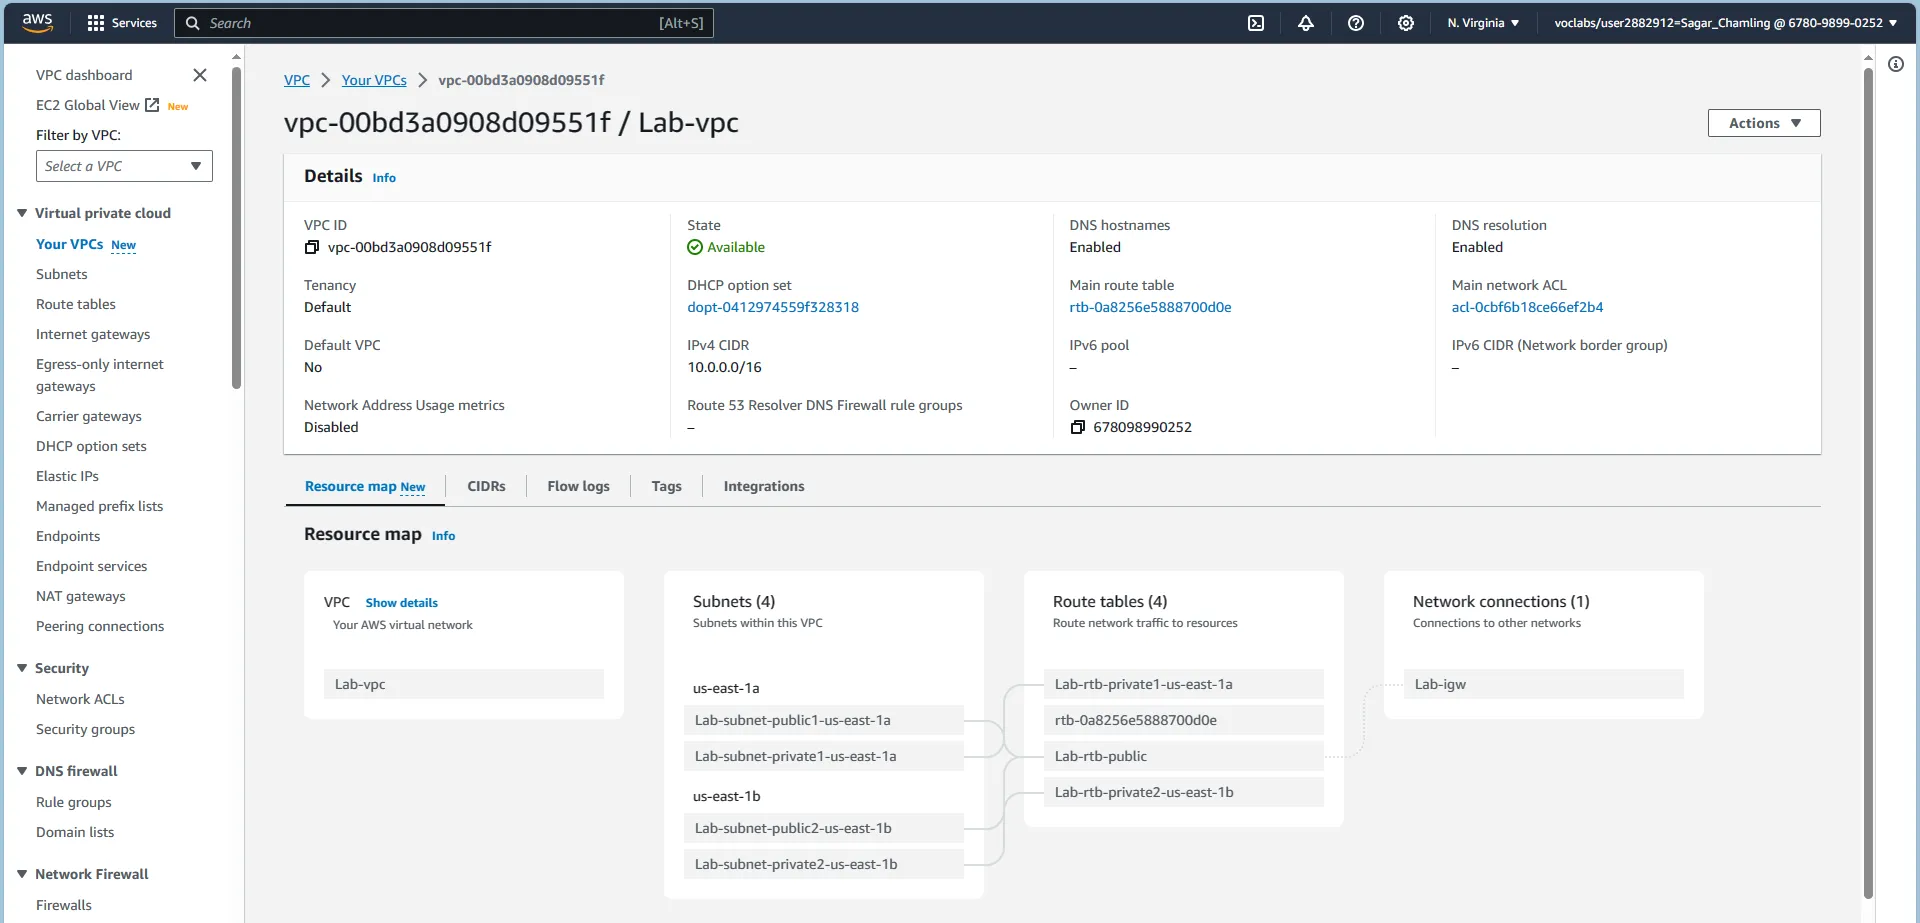 aws Services Search [Alt+S] N. Virginia voclabs/user2882912=Sagar_Chamling @ 6780-9899-0252
VPC dashboard
EC2 Global View New
Filter by VPC:
Select a VPC
Virtual private cloud
Your VPCs New
Subnets
Route tables
Internet gateways
Egress-only internet
gateways
Carrier gateways
DHCP option sets
Elastic IPs
Managed prefix lists
Endpoints
Endpoint services
NAT gateways
Peering connections
Security
Network ACLs
Security groups
DNS firewall
Rule groups
Domain lists
Network Firewall
Firewalls
VPC Your VPCs vpc-00bd3a0908d09551f
vpc-00bd3a0908d09551f / Lab-vpc
Actions
Details Info
VPC ID
vpc-00bd3a0908d09551f
State
Available
DNS hostnames
Enabled
DNS resolution
Enabled
Tenancy
Default
DHCP option set
dopt-0412974559f328318
Main route table
rtb-0a8256e5888700d0e
Main network ACL
acl-0cbf6b18ce66ef2b4
Default VPC
No
IPv4 CIDR
10.0.0.0/16
IPv6 pool
–
IPv6 CIDR (Network border group)
–
Network Address Usage metrics
Disabled
Route 53 Resolver DNS Firewall rule groups
–
Owner ID
678098990252
Resource map New CIDRs Flow logs Tags Integrations
Resource map Info
VPC Show details
Your AWS virtual network
Lab-vpc
Subnets (4)
Subnets within this VPC
us-east-1a
Lab-subnet-public1-us-east-1a
Lab-subnet-private1-us-east-1a
us-east-1b
Lab-subnet-public2-us-east-1b
Lab-subnet-private2-us-east-1b
Route tables (4)
Route network traffic to resources
Lab-rtb-private1-us-east-1a
rtb-0a8256e5888700d0e
Lab-rtb-public
Lab-rtb-private2-us-east-1b
Network connections (1)
Connections to other networks
Lab-igw